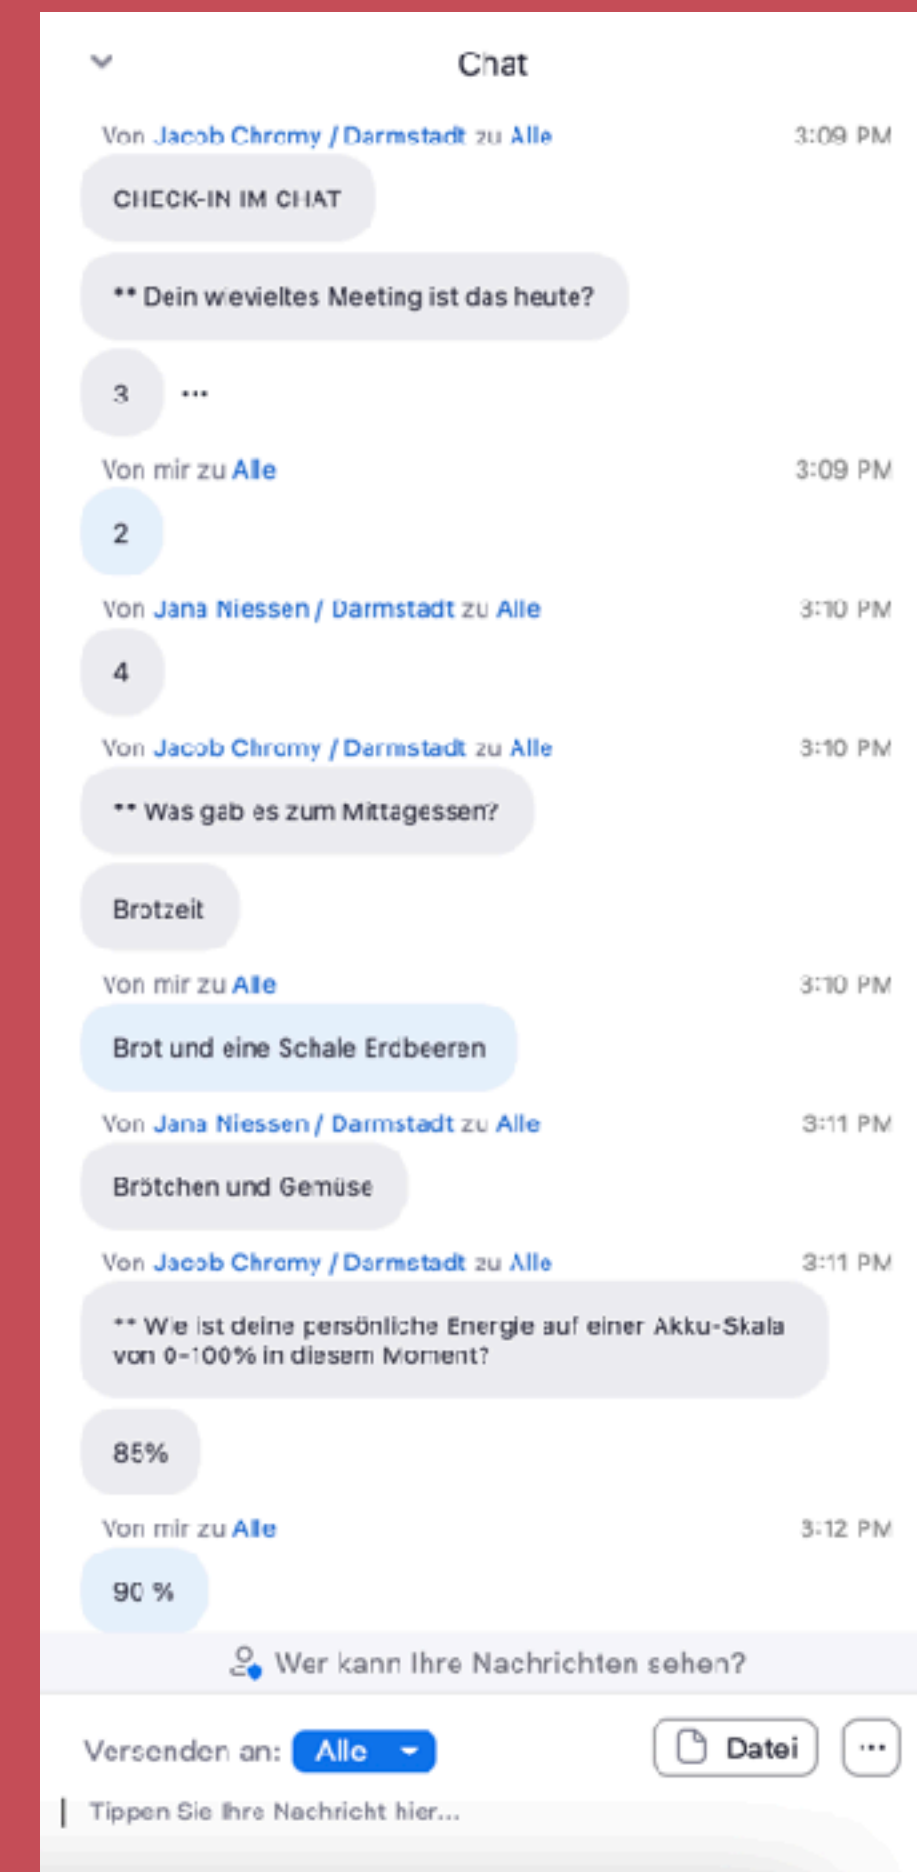 Chat
Von Jacob Chromy / Darmstadt zu Alle 3:09 PM
CHECK-IN IM CHAT
** Dein wievieltes Meeting ist das heute?
3 ...
Von mir zu Alle 3:09 PM
2
Von Jana Niessen / Darmstadt zu Alle 3:10 PM
4
Von Jacob Chromy / Darmstadt zu Alle 3:10 PM
** Was gab es zum Mittagessen?
Brotzeit
Von mir zu Alle 3:10 PM
Brot und eine Schale Erdbeeren
Von Jana Niessen / Darmstadt zu Alle 3:11 PM
Brötchen und Gemüse
Von Jacob Chromy / Darmstadt zu Alle 3:11 PM
** Wie ist deine persönliche Energie auf einer Akku-Skala
von 0-100% in diesem Moment?
85%
Von mir zu Alle 3:12 PM
90 %
Wer kann Ihre Nachrichten sehen?
Versenden an: Alle Datei ...
Tippen Sie Ihre Nachricht hier...